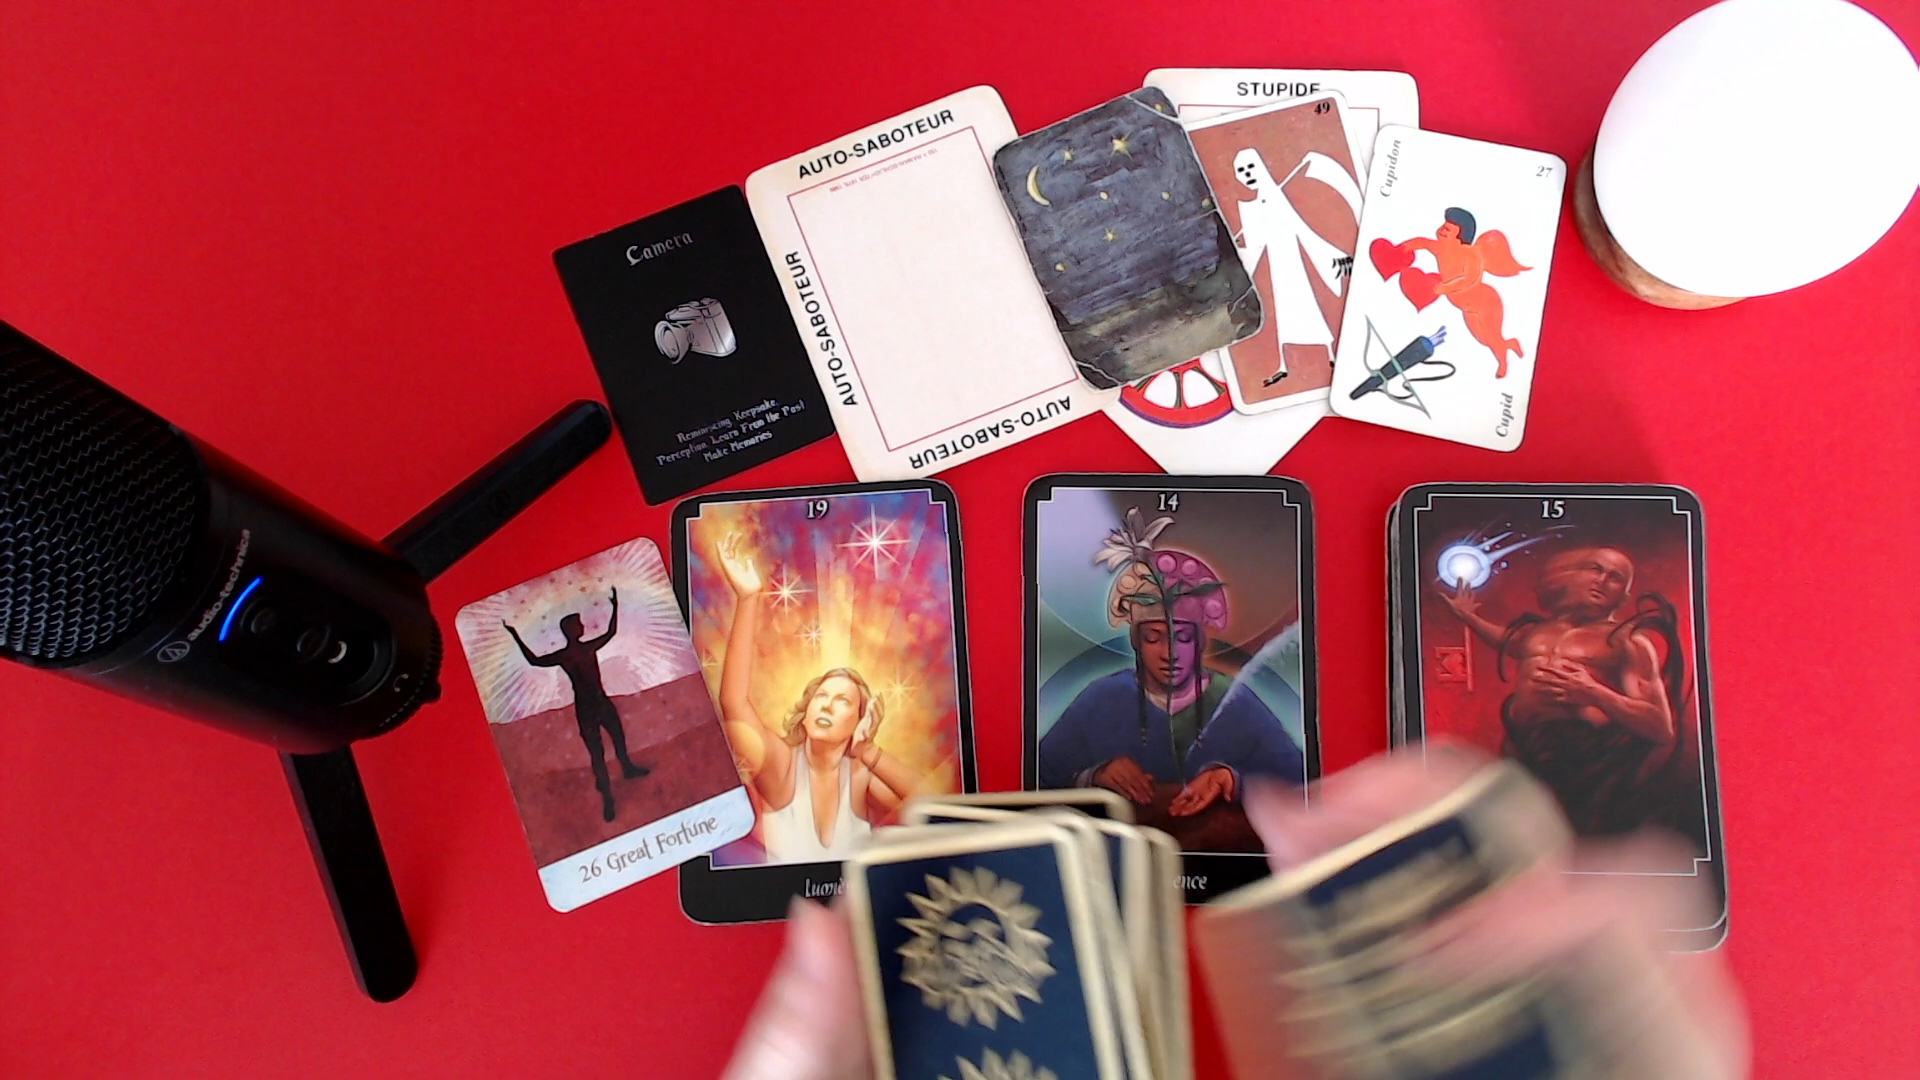 STUPIDE
49
AUTO-SABOTEUR
AUTO-SABOTEUR
AUTO-SABOTEUR
Camera
Reminiscing Keepsake
Perception Learn From the Past
Make Memories
Cupidon
27
Cupid
19
14
15
26 Great Fortune
audio-technica